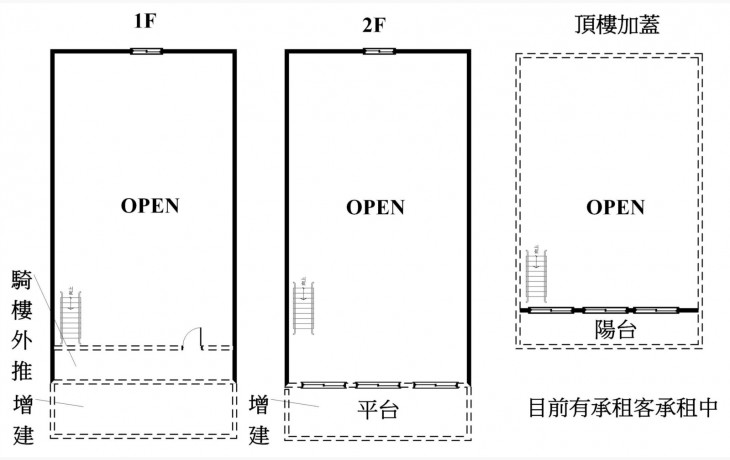 1F
2F
頂樓加蓋
OPEN
OPEN
OPEN
騎樓外推
增建
增建
平台
陽台
目前有承租客承租中